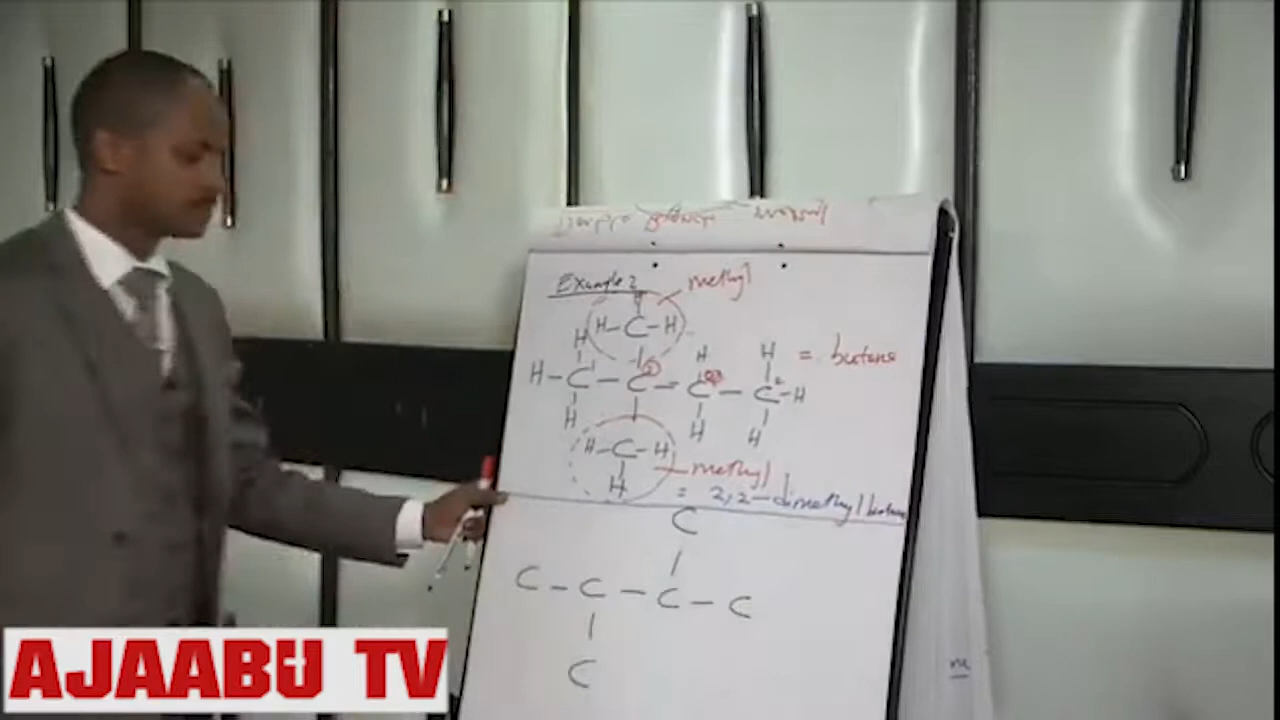 Example 2
methyl
H
H-C-H
H H H = butane
H-C-C-C-C-H
H H H
H-C-H
methyl
H
= 2,2-dimethyl butane
C
C-C-C-C
C
AJAABU TV